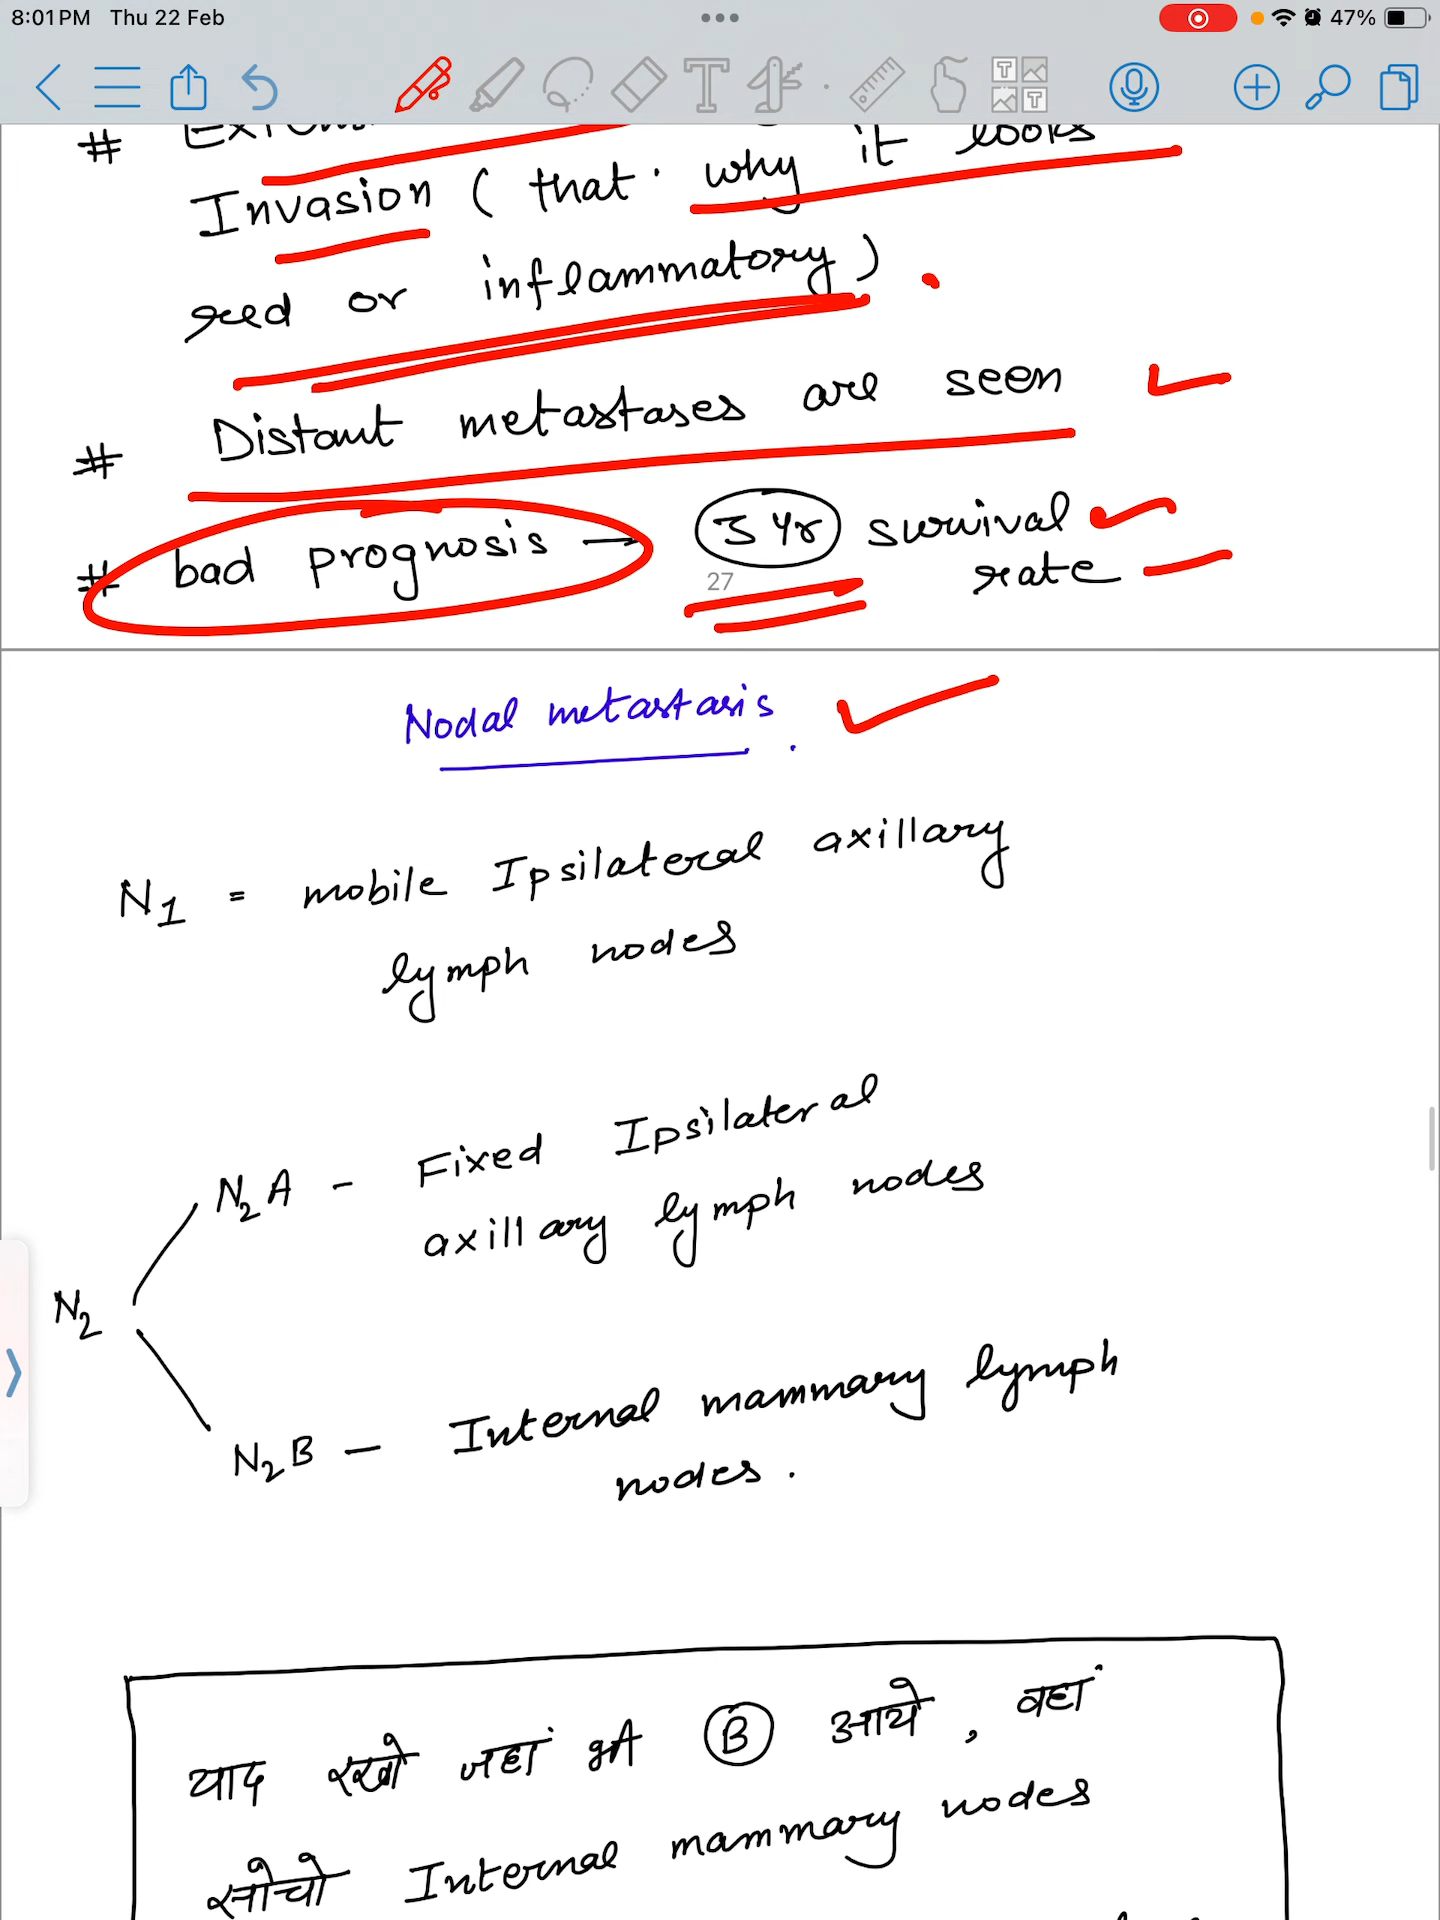 8:01 PM Thu 22 Feb
47%
#
Invasion ( that why it looks
red or inflammatory) .
# Distant metastases are seen
# bad prognosis → 3 Yr survival
rate
27
Nodal metastasis .
N1 = mobile Ipsilateral axillary
lymph nodes
N2A - Fixed Ipsilateral
axillary lymph nodes
N2
N2B - Internal mammary lymph
nodes .
याद रखो जहां भी B आये , वहां
सोचो Internal mammary nodes